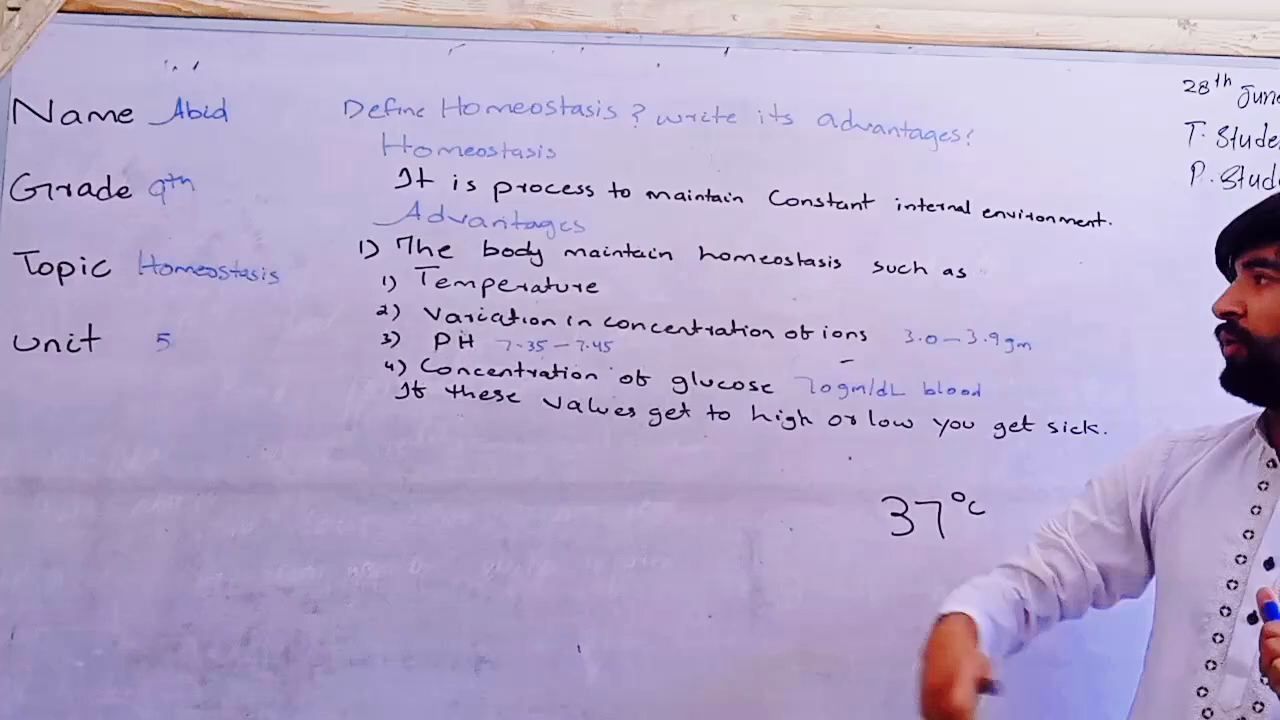 Name Abid
Grade 9th
Topic Homeostasis
Unit 5
Define Homeostasis? write its advantages?
Homeostasis
It is process to maintain Constant internal environment.
Advantages
1) The body maintain homeostasis such as
1) Temperature
2) Variation in concentration of ions 3.0-3.9gm
3) PH 7.35-7.45
4) Concentration of glucose 70gm/dL blood
If these values get to high or low you get sick.
37°C
28th June
T. Stude
P. Stud